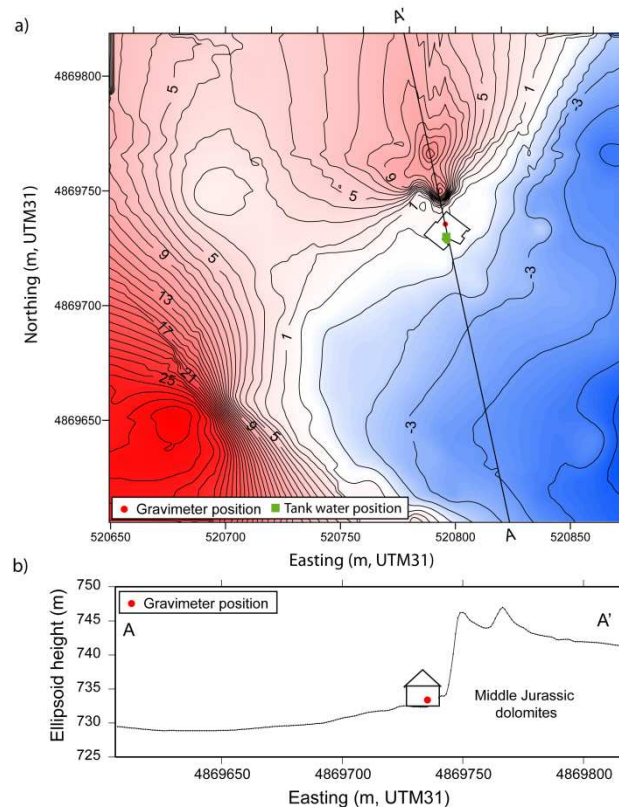 a)
A'
5
5
1
-3
4869800
9
5
1
4869750
5
9
-3
13
4869700
17
1
21
25
-3
4869650
9
5
Gravimeter position
Tank water position
A
520650
520700
520750
520800
520850
Northing (m, UTM31)
Easting (m, UTM31)
b)
750
Gravimeter position
745
A
A'
740
735
Middle Jurassic
dolomites
730
725
4869650
4869700
4869750
4869800
Ellipsoid height (m)
Easting (m, UTM31)